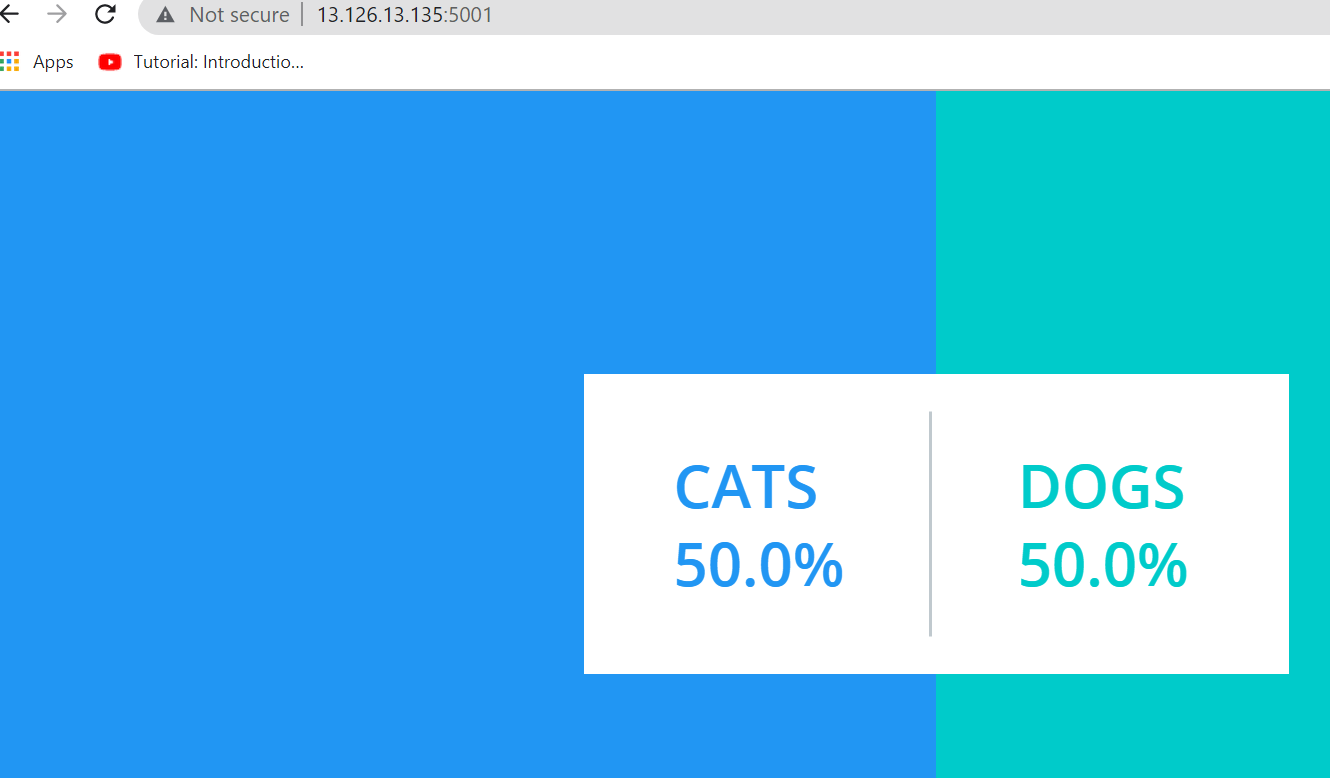 Not secure | 13.126.13.135:5001
Apps Tutorial: Introductio...
CATS DOGS
50.0% 50.0%